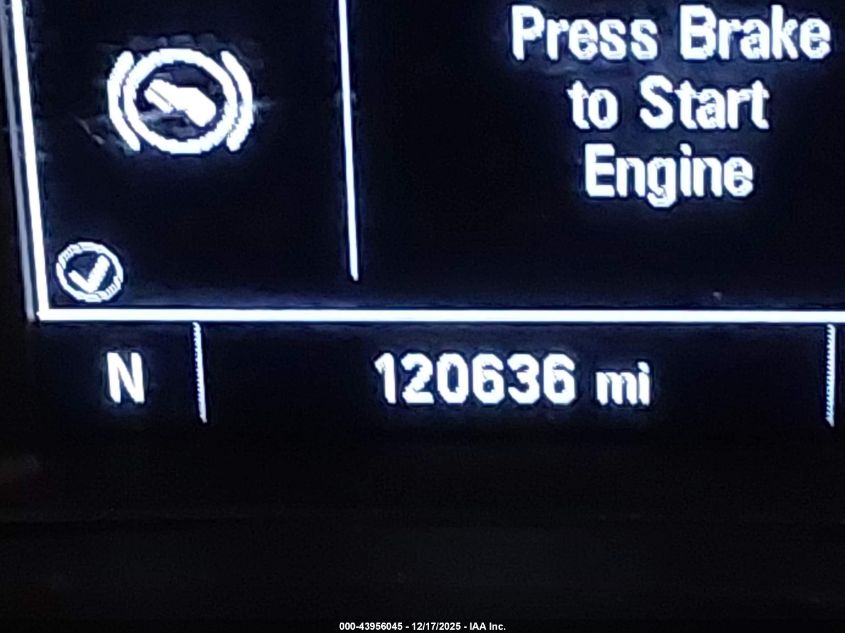 Press Brake
to Start
Engine
N 120636 mi
000-43956045 - 12/17/2025 - IAA Inc.